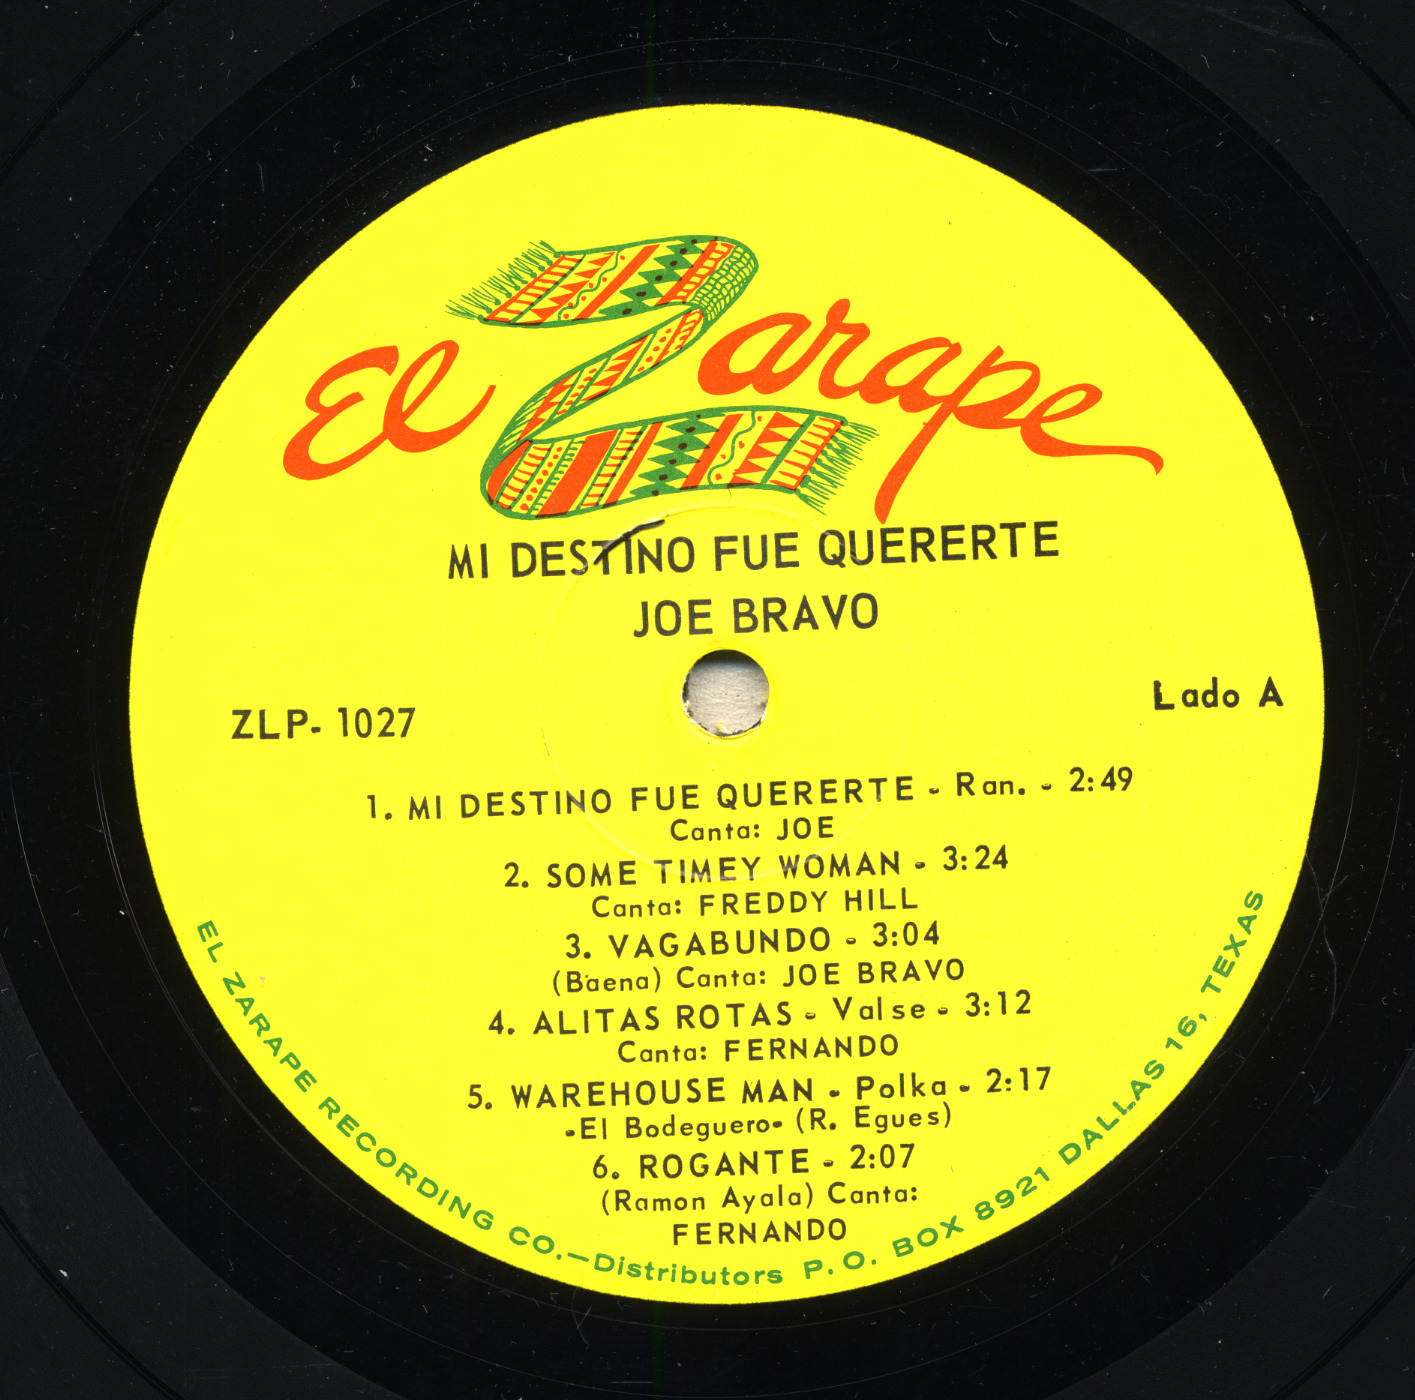 El Zarape
MI DESTINO FUE QUERERTE
JOE BRAVO
ZLP- 1027
Lado A
1. MI DESTINO FUE QUERERTE - Ran. - 2:49
Canta: JOE
2. SOME TIMEY WOMAN - 3:24
Canta: FREDDY HILL
3. VAGABUNDO - 3:04
(Baena) Canta: JOE BRAVO
4. ALITAS ROTAS - Valse - 3:12
Canta: FERNANDO
5. WAREHOUSE MAN - Polka - 2:17
-El Bodeguero- (R. Egues)
6. ROGANTE - 2:07
(Ramon Ayala) Canta:
FERNANDO
EL ZARAPE RECORDING CO.—Distributors P.O. BOX 8921 DALLAS 16, TEXAS